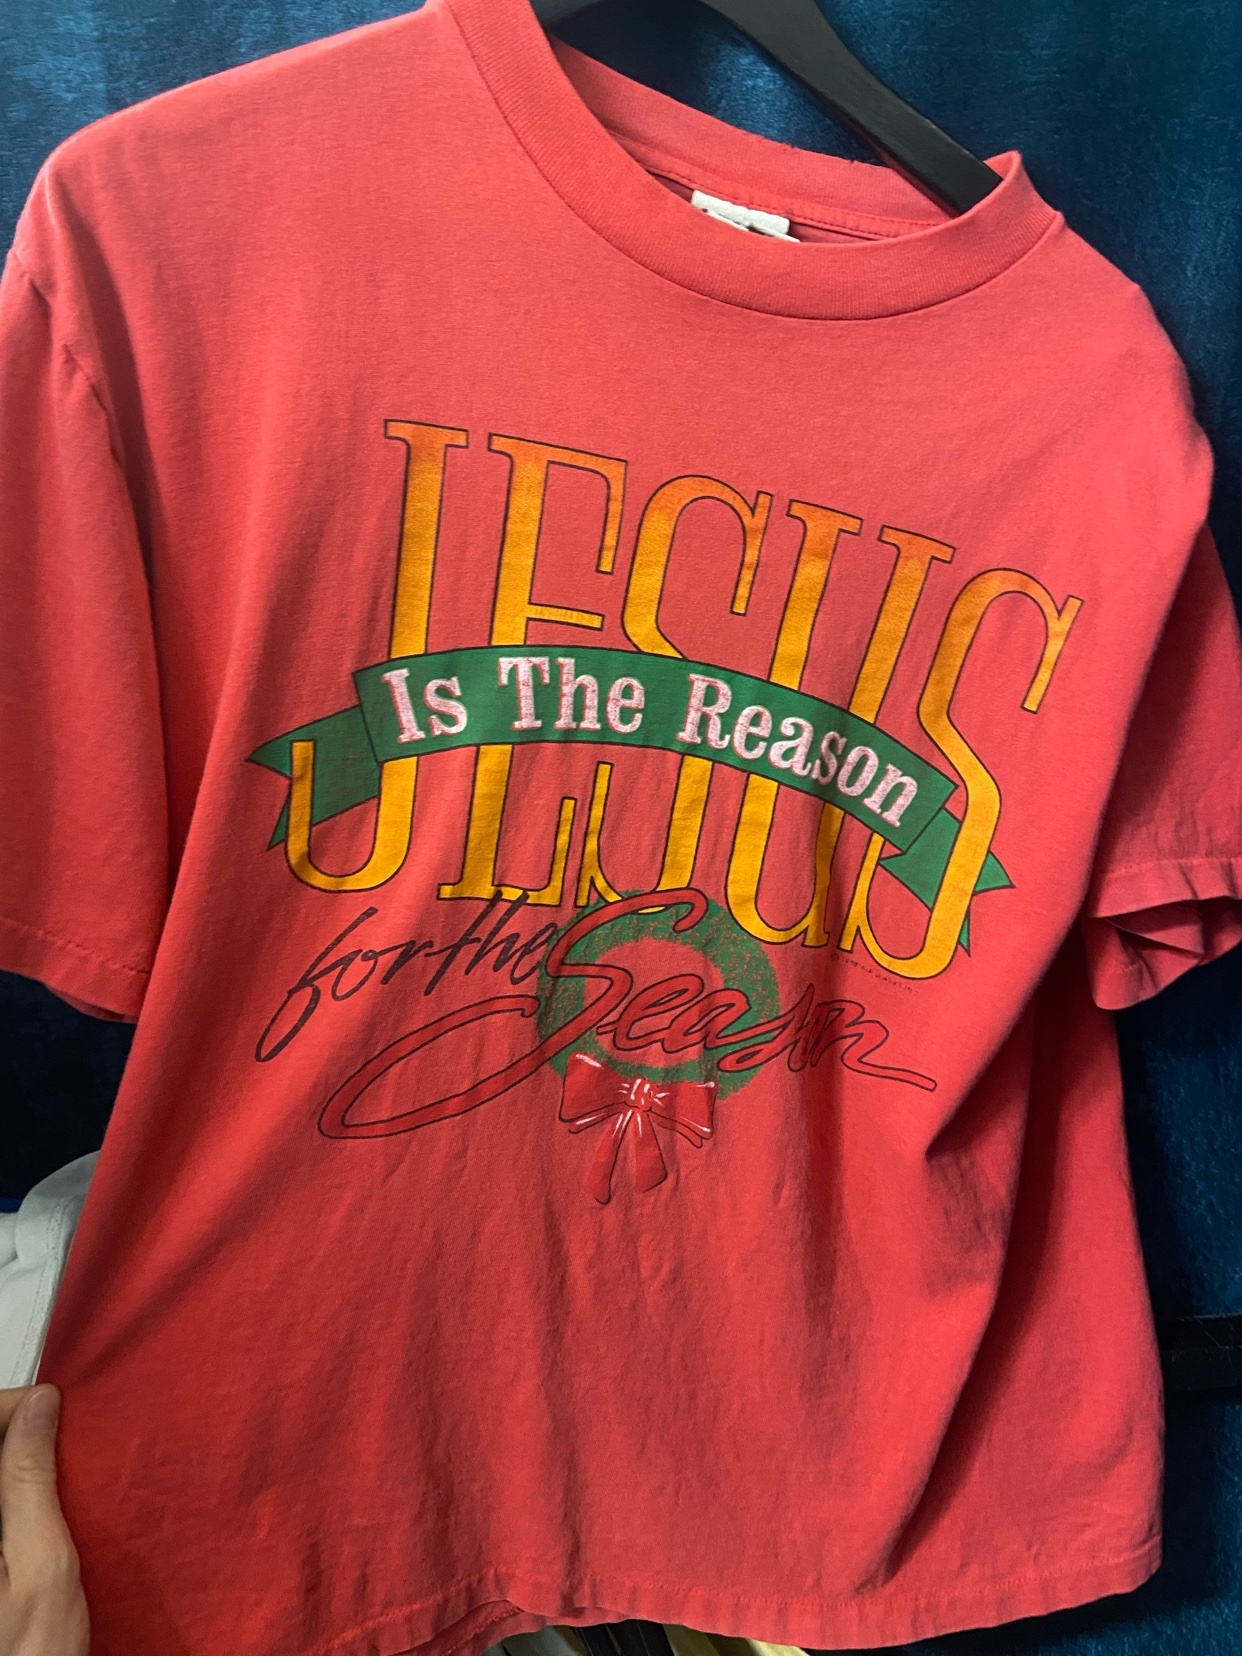 JESUS
Is The Reason
for the
Season